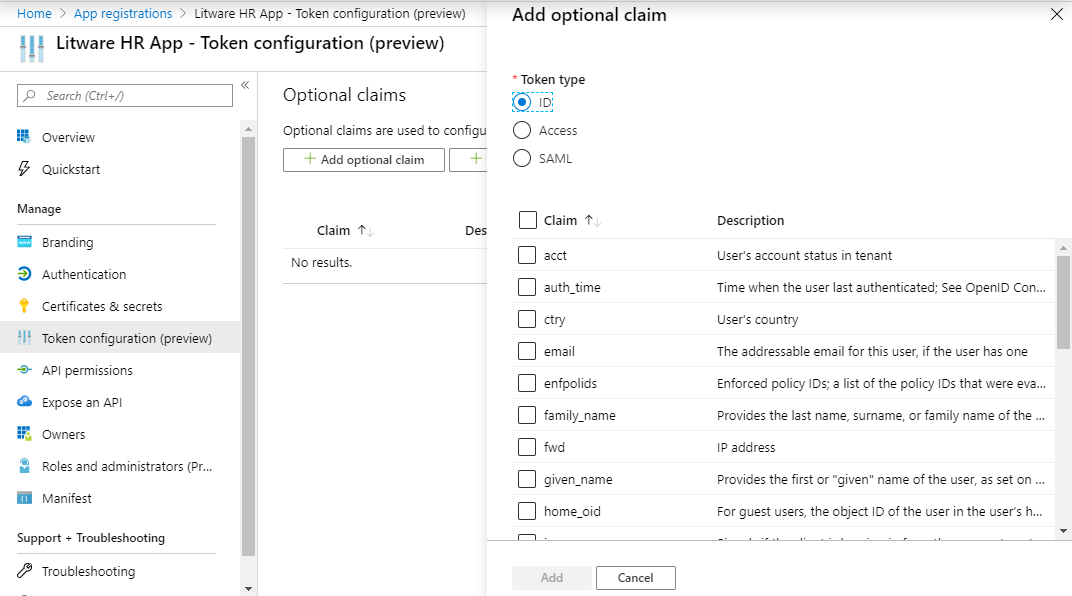 Home > App registrations > Litware HR App - Token configuration (preview)
Litware HR App - Token configuration (preview)
Search (Ctrl+/)
«
Overview
Quickstart
Manage
Branding
Authentication
Certificates & secrets
Token configuration (preview)
API permissions
Expose an API
Owners
Roles and administrators (Pr...
Manifest
Support + Troubleshooting
Troubleshooting
Optional claims
Optional claims are used to configu
+ Add optional claim
+
Claim ↑↓ Des
No results.
Add optional claim
* Token type
ID
Access
SAML
Claim ↑↓ Description
acct User's account status in tenant
auth_time Time when the user last authenticated; See OpenID Con...
ctry User's country
email The addressable email for this user, if the user has one
enfpolids Enforced policy IDs; a list of the policy IDs that were eva...
family_name Provides the last name, surname, or family name of the ...
fwd IP address
given_name Provides the first or "given" name of the user, as set on ...
home_oid For guest users, the object ID of the user in the user's h...
Add Cancel